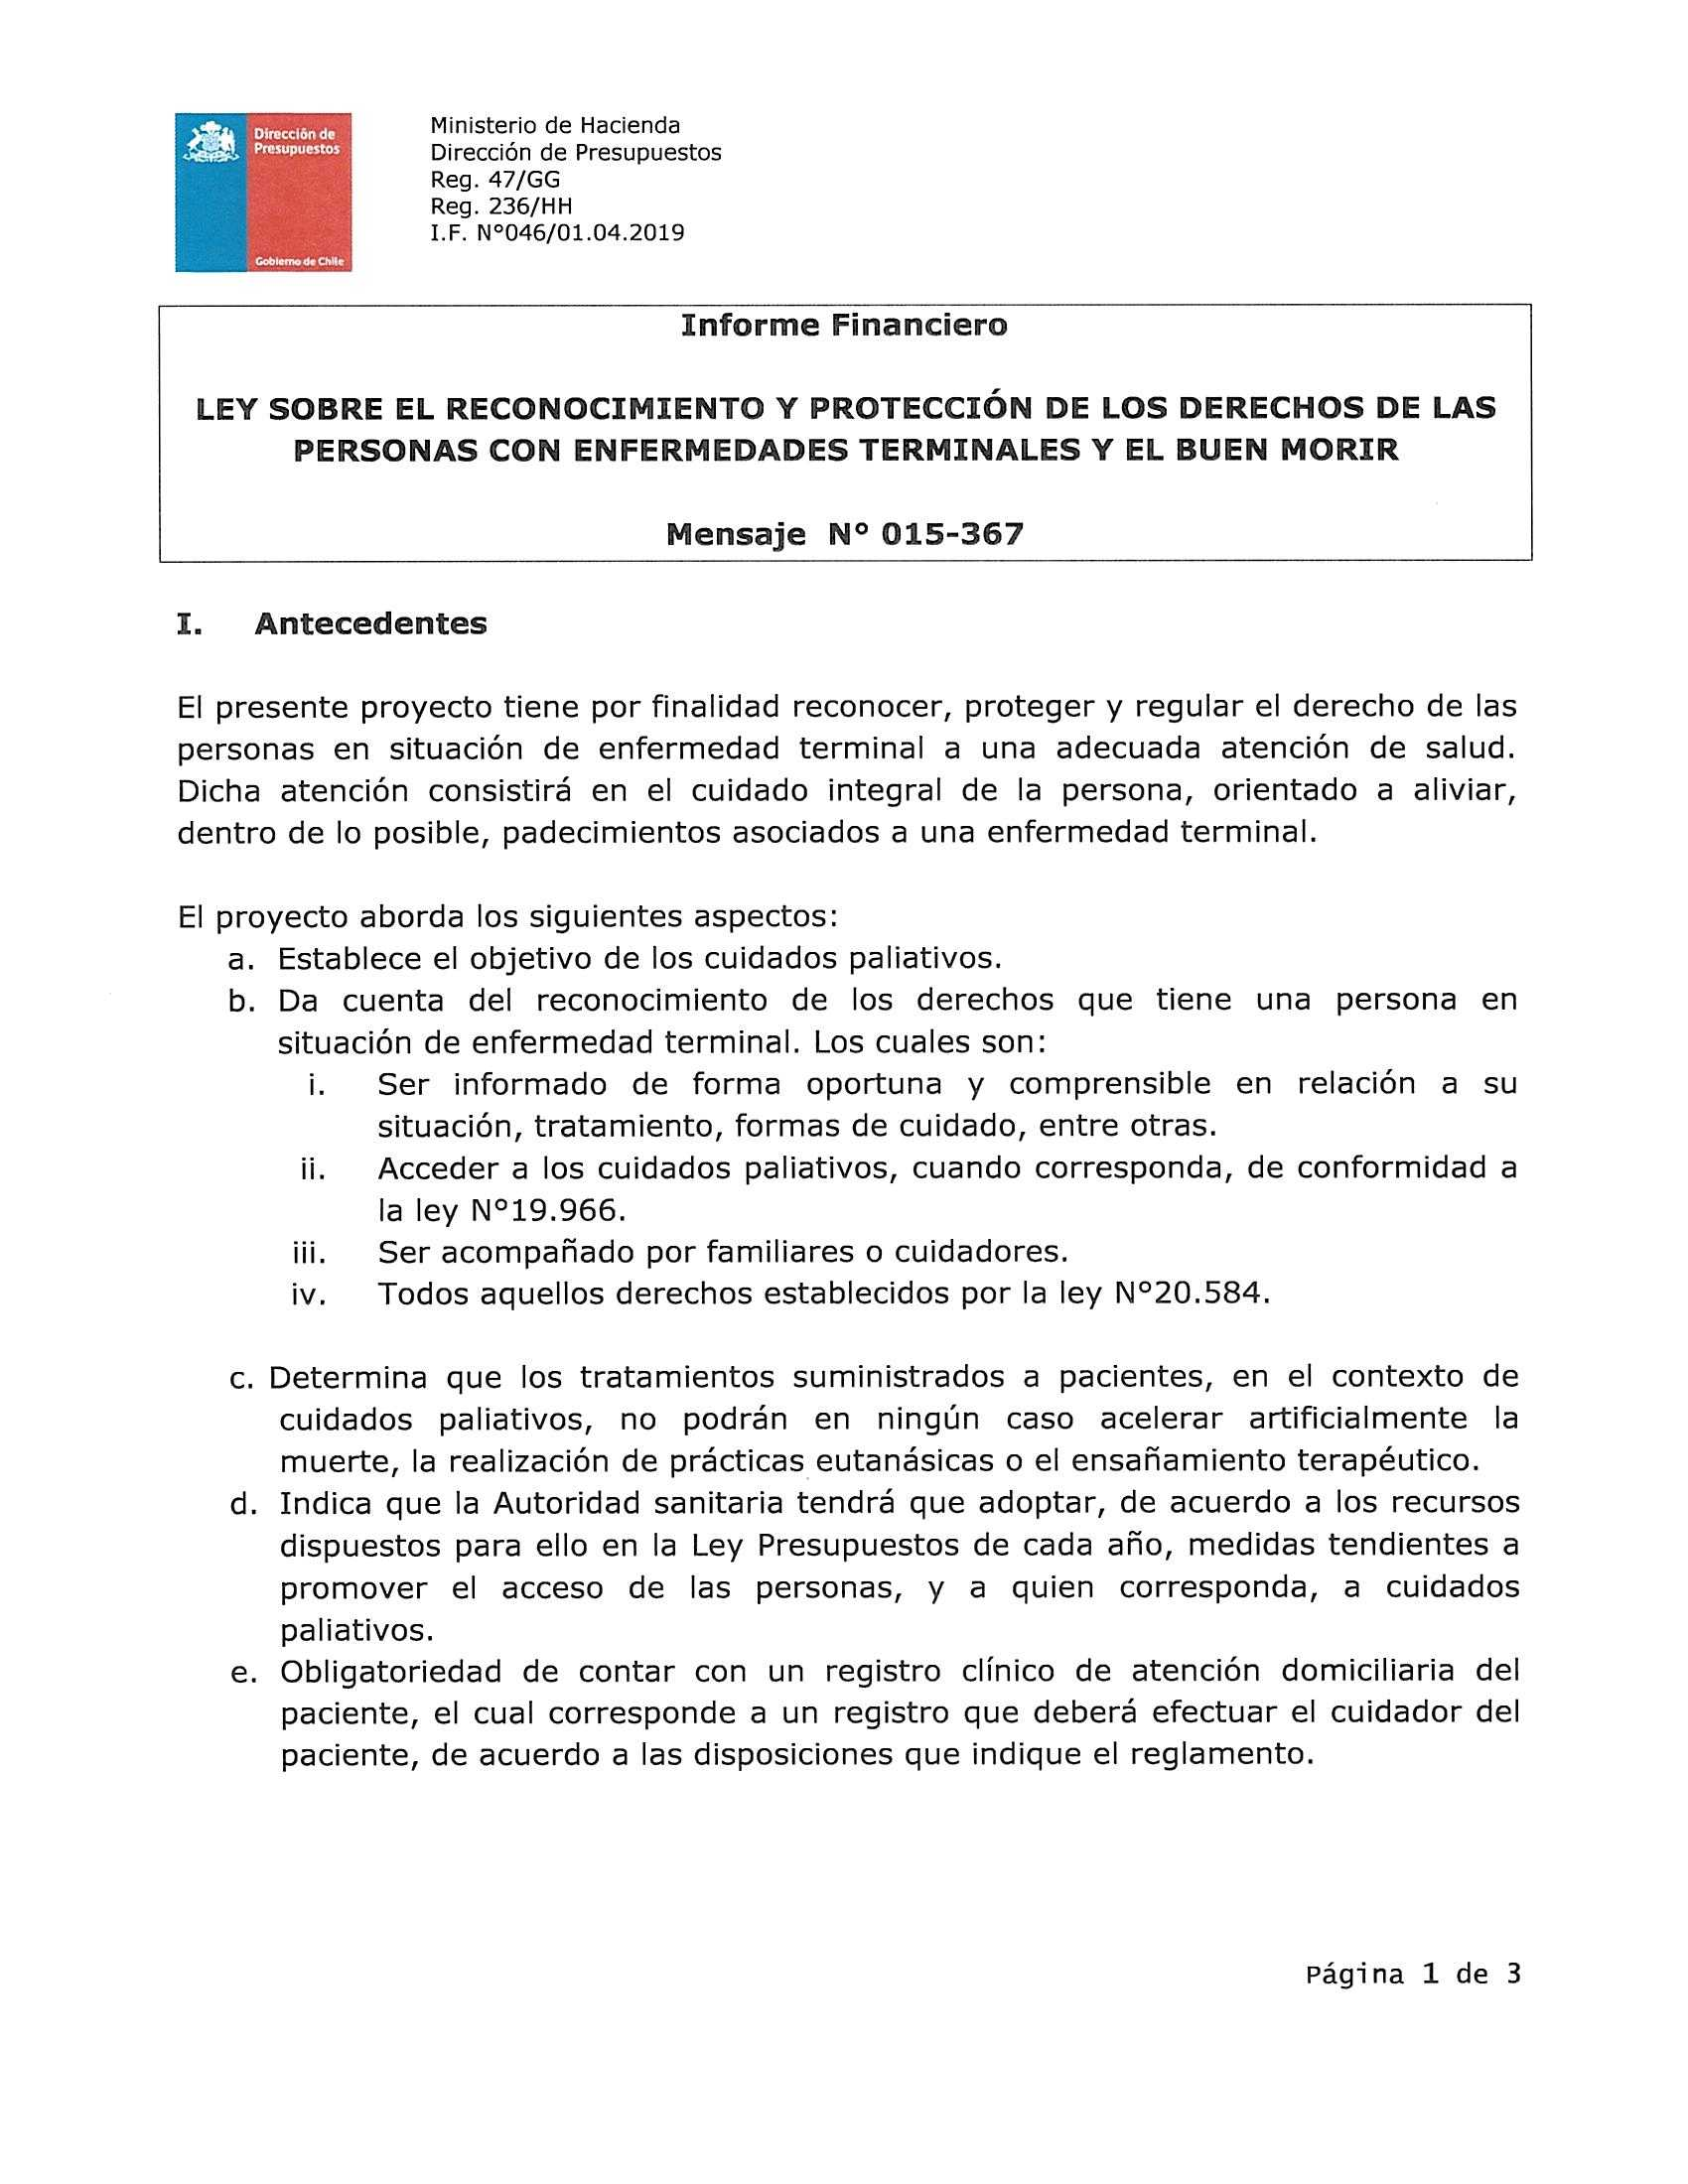 Dirección de
Presupuestos
Gobierno de Chile
Ministerio de Hacienda
Dirección de Presupuestos
Reg. 47/GG
Reg. 236/HH
I.F. N°046/01.04.2019
Informe Financiero
LEY SOBRE EL RECONOCIMIENTO Y PROTECCIÓN DE LOS DERECHOS DE LAS
PERSONAS CON ENFERMEDADES TERMINALES Y EL BUEN MORIR
Mensaje N° 015-367
I. Antecedentes
El presente proyecto tiene por finalidad reconocer, proteger y regular el derecho de las
personas en situación de enfermedad terminal a una adecuada atención de salud.
Dicha atención consistirá en el cuidado integral de la persona, orientado a aliviar,
dentro de lo posible, padecimientos asociados a una enfermedad terminal.
El proyecto aborda los siguientes aspectos:
a. Establece el objetivo de los cuidados paliativos.
b. Da cuenta del reconocimiento de los derechos que tiene una persona en
situación de enfermedad terminal. Los cuales son:
i. Ser informado de forma oportuna y comprensible en relación a su
situación, tratamiento, formas de cuidado, entre otras.
ii. Acceder a los cuidados paliativos, cuando corresponda, de conformidad a
la ley N°19.966.
iii. Ser acompañado por familiares o cuidadores.
iv. Todos aquellos derechos establecidos por la ley N°20.584.
c. Determina que los tratamientos suministrados a pacientes, en el contexto de
cuidados paliativos, no podrán en ningún caso acelerar artificialmente la
muerte, la realización de prácticas eutanásicas o el ensañamiento terapéutico.
d. Indica que la Autoridad sanitaria tendrá que adoptar, de acuerdo a los recursos
dispuestos para ello en la Ley Presupuestos de cada año, medidas tendientes a
promover el acceso de las personas, y a quien corresponda, a cuidados
paliativos.
e. Obligatoriedad de contar con un registro clínico de atención domiciliaria del
paciente, el cual corresponde a un registro que deberá efectuar el cuidador del
paciente, de acuerdo a las disposiciones que indique el reglamento.
Página 1 de 3